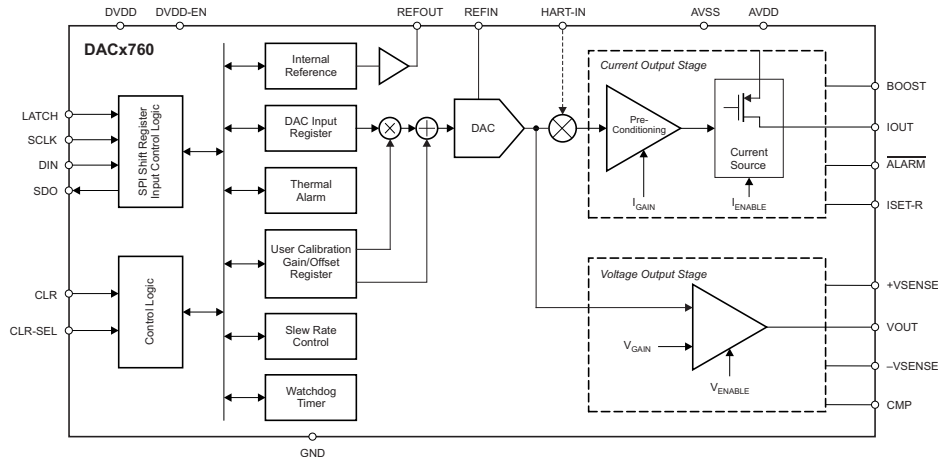 DVDD
DVDD-EN
REFOUT
REFIN
HART-IN
AVSS
AVDD
DACx760
LATCH
SCLK
DIN
SDO
SPI Shift Register
Input Control Logic
CLR
CLR-SEL
Control Logic
Internal
Reference
DAC Input
Register
Thermal
Alarm
User Calibration
Gain/Offset
Register
Slew Rate
Control
Watchdog
Timer
DAC
Current Output Stage
Pre-
Conditioning
Current
Source
IGAIN
IENABLE
Voltage Output Stage
VGAIN
VENABLE
BOOST
IOUT
ALARM
ISET-R
+VSENSE
VOUT
–VSENSE
CMP
GND